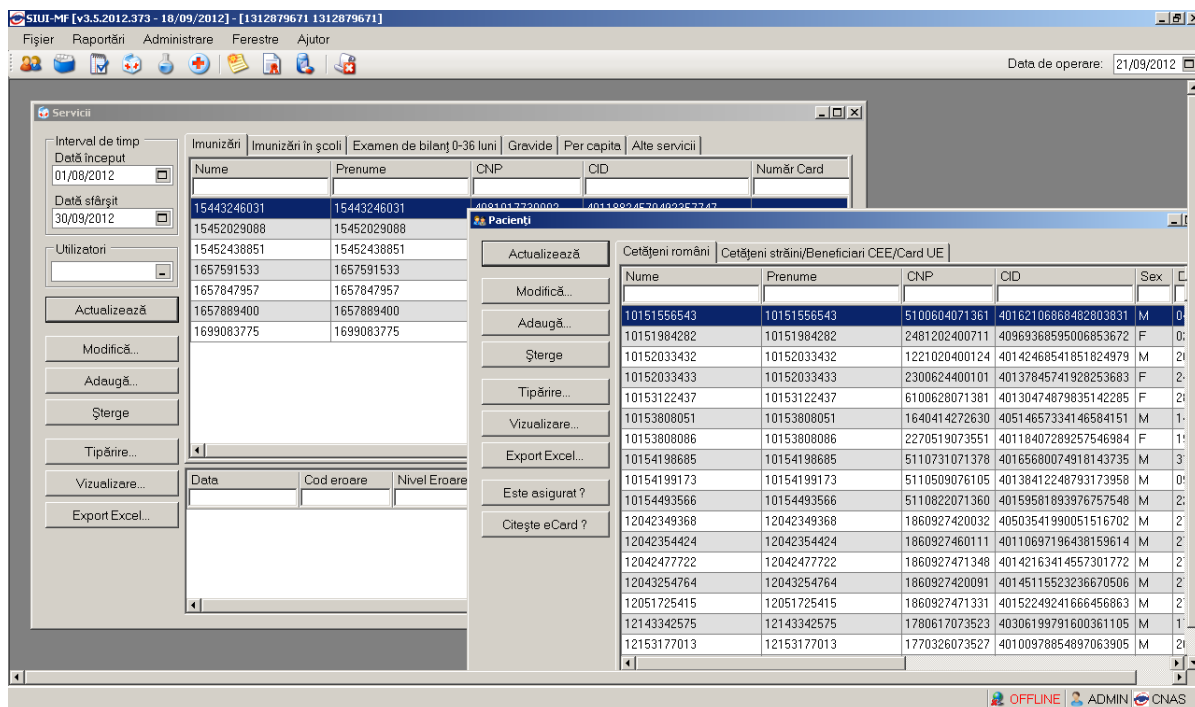 SIUI-MF [v3.5.2012.373 - 18/09/2012] - [1312879671 1312879671]
Fişier Raportări Administrare Ferestre Ajutor
Data de operare: 21/09/2012
Servicii
Interval de timp
Dată început
01/08/2012
Dată sfârşit
30/09/2012
Utilizatori
Actualizează
Modifică...
Adaugă...
Şterge
Tipărire...
Vizualizare...
Export Excel...
Imunizări Imunizări în şcoli Examen de bilanţ 0-36 luni Gravide Per capita Alte servicii
Nume Prenume CNP CID Număr Card
15443246031 15443246031
15452029088 15452029088
15452438851 15452438851
1657591533 1657591533
1657847957 1657847957
1657889400 1657889400
1699083775 1699083775
Data Cod eroare Nivel Eroare
Pacienţi
Actualizează
Modifică...
Adaugă...
Şterge
Tipărire...
Vizualizare...
Export Excel...
Este asigurat ?
Citeşte eCard ?
Cetăţeni români Cetăţeni străini/Beneficiari CEE/Card UE
Nume Prenume CNP CID Sex
10151556543 10151556543 5100604071361 40162106868482803831 M
10151984282 10151984282 2481202400711 40969368595006853672 F
10152033432 10152033432 1221020400124 40142468541851824979 M
10152033433 10152033433 2300624400101 40137845741928253683 F
10153122437 10153122437 6100628071381 40130474879835142285 F
10153808051 10153808051 1640414272630 40514657334146584151 M
10153808086 10153808086 2270519073551 40118407289257546984 F
10154198685 10154198685 5110731071378 40165680074918143735 M
10154199173 10154199173 5110509076105 40138412248793173958 M
10154493566 10154493566 5110822071360 40159581893976757548 M
12042349368 12042349368 1860927420032 40503541990051516702 M
12042354424 12042354424 1860927460111 40110697196438159614 M
12042477722 12042477722 1860927471348 40142163414557301772 M
12043254764 12043254764 1860927420091 40145115523236670506 M
12051725415 12051725415 1860927471331 40152249241666456863 M
12143342575 12143342575 1780617073523 40306199791600361105 M
12153177013 12153177013 1770326073527 40100978854897063905 M
OFFLINE ADMIN CNAS